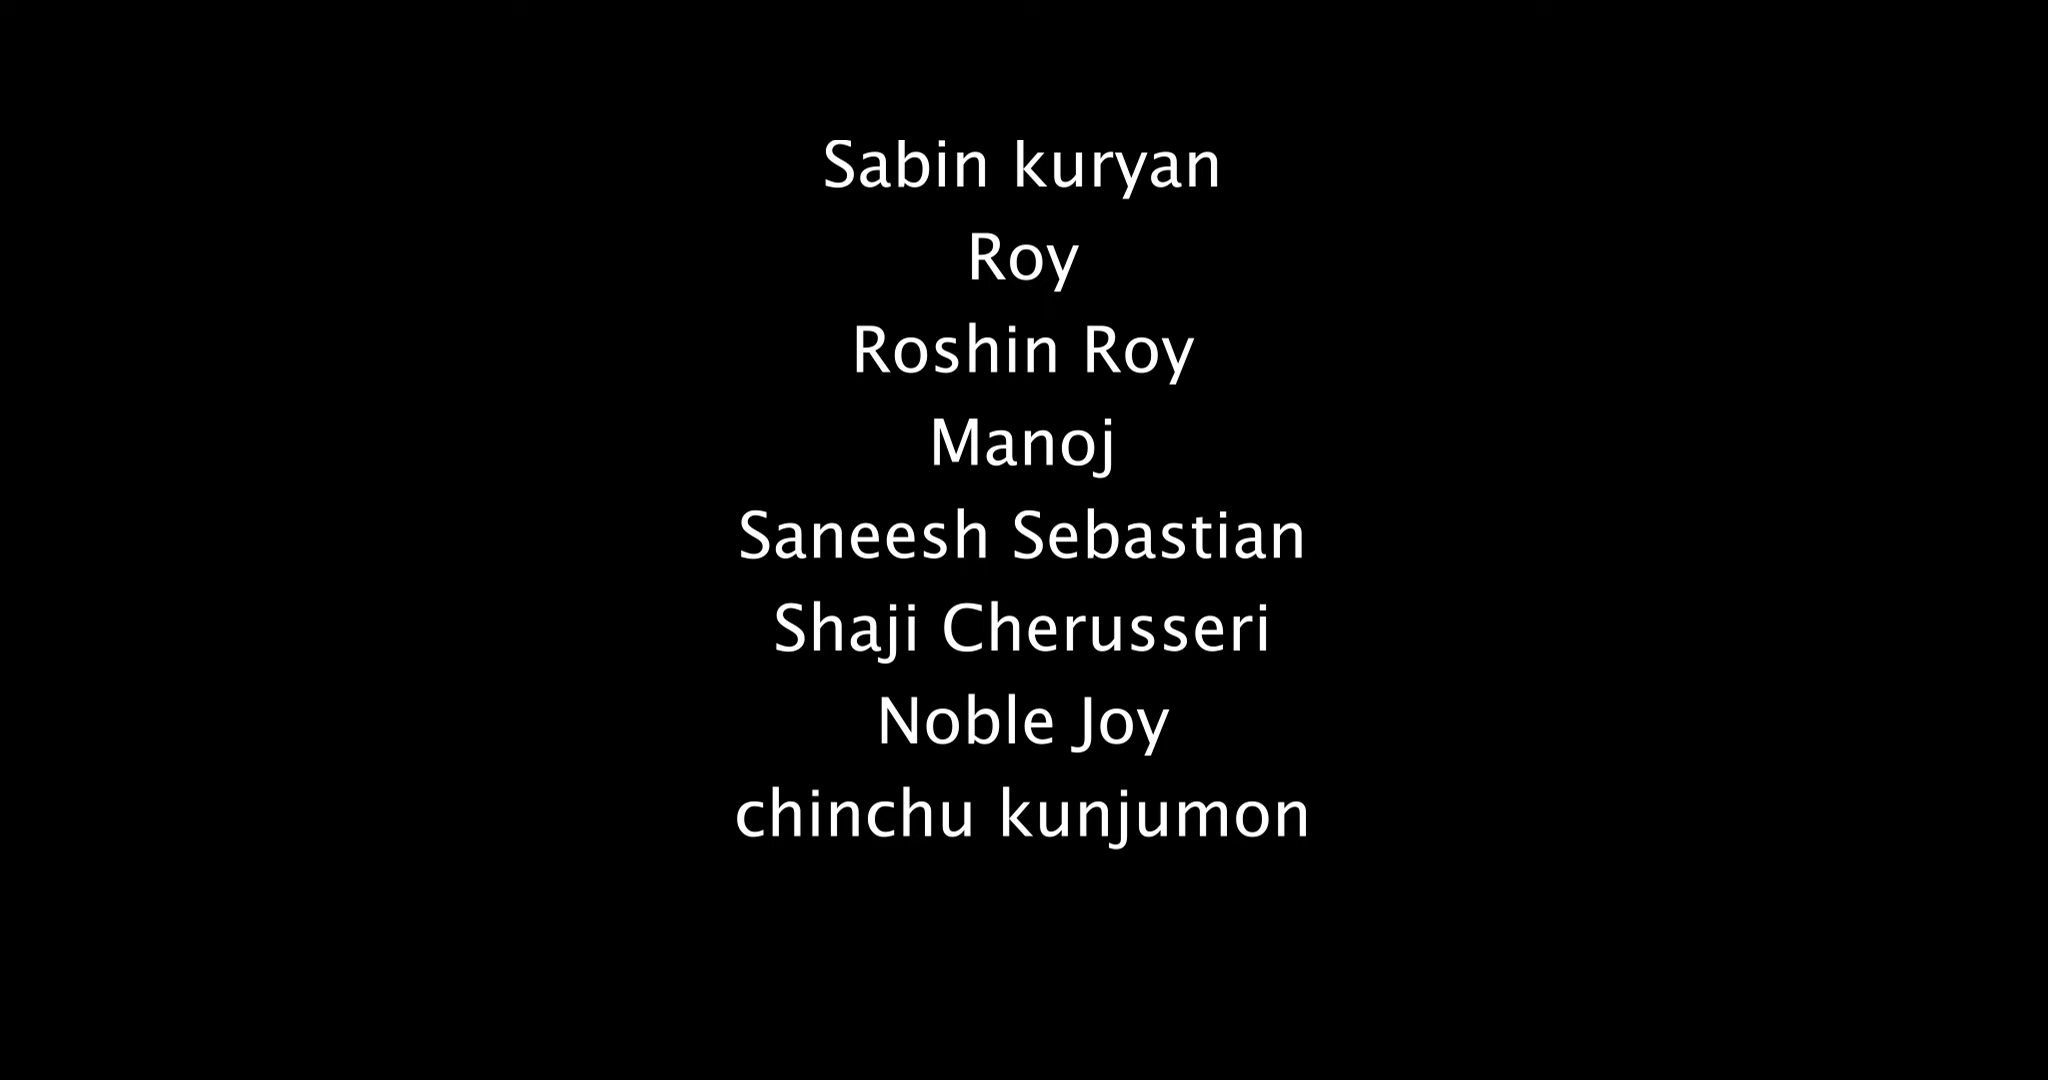 Sabin kuryan
Roy
Roshin Roy
Manoj
Saneesh Sebastian
Shaji Cherusseri
Noble Joy
chinchu kunjumon